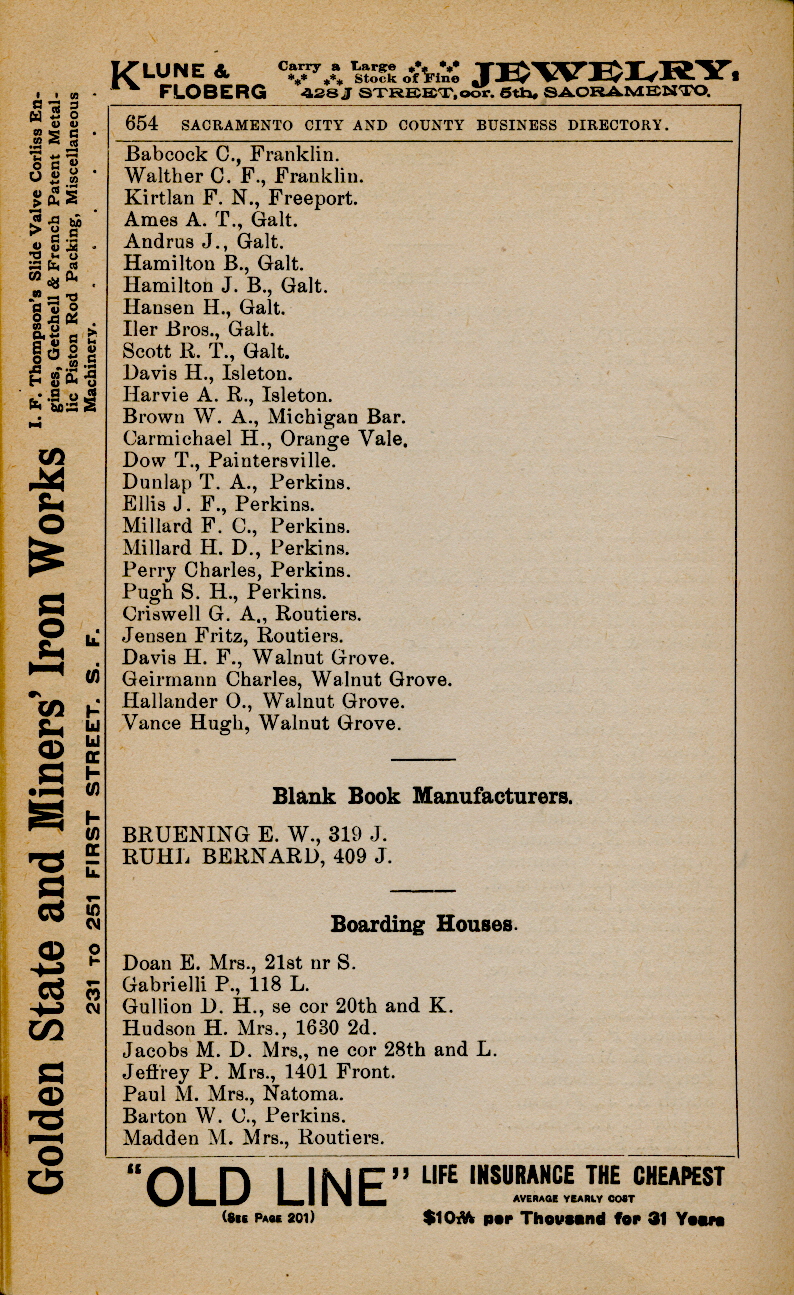 KLUNE & FLOBERG
Carry a Large Stock of Fine JEWELRY,
428 J STREET, cor. 5th, SACRAMENTO.
654 SACRAMENTO CITY AND COUNTY BUSINESS DIRECTORY.
Babcock C., Franklin.
Walther C. F., Franklin.
Kirtlan F. N., Freeport.
Ames A. T., Galt.
Andrus J., Galt.
Hamilton B., Galt.
Hamilton J. B., Galt.
Hansen H., Galt.
Iler Bros., Galt.
Scott R. T., Galt.
Davis H., Isleton.
Harvie A. R., Isleton.
Brown W. A., Michigan Bar.
Carmichael H., Orange Vale.
Dow T., Paintersville.
Dunlap T. A., Perkins.
Ellis J. F., Perkins.
Millard F. C., Perkins.
Millard H. D., Perkins.
Perry Charles, Perkins.
Pugh S. H., Perkins.
Criswell G. A., Routiers.
Jensen Fritz, Routiers.
Davis H. F., Walnut Grove.
Geirmann Charles, Walnut Grove.
Hallander O., Walnut Grove.
Vance Hugh, Walnut Grove.
Blank Book Manufacturers.
BRUENING E. W., 319 J.
RUHL BERNARD, 409 J.
Boarding Houses.
Doan E. Mrs., 21st nr S.
Gabrielli P., 118 L.
Gullion D. H., se cor 20th and K.
Hudson H. Mrs., 1630 2d.
Jacobs M. D. Mrs., ne cor 28th and L.
Jeffrey P. Mrs., 1401 Front.
Paul M. Mrs., Natoma.
Barton W. C., Perkins.
Madden M. Mrs., Routiers.
"OLD LINE" LIFE INSURANCE THE CHEAPEST
AVERAGE YEARLY COST
(SEE PAGE 201) per Thousand for 31 Years
Golden State and Miners' Iron Works
231 TO 251 FIRST STREET. S. F.
I. F. Thompson's Slide Valve Corliss En-
gines, Getchell & French Patent Metal-
lic Piston Rod Packing, Miscellaneous
Machinery. . . . . .